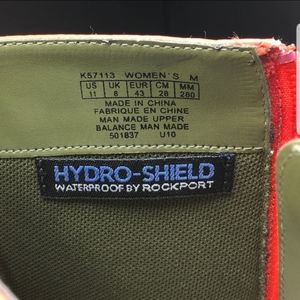 K57113 WOMEN'S M
US UK EUR CM MM
11 8 43 28 280
MADE IN CHINA
FABRIQUE EN CHINE
MAN MADE UPPER
BALANCE MAN MADE
501837 U10
HYDRO-SHIELD
WATERPROOF BY ROCKPORT